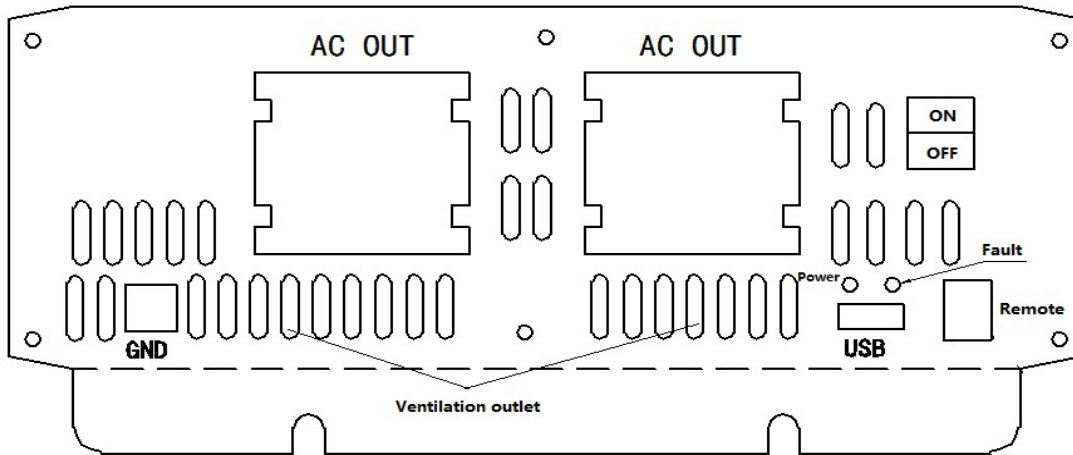 AC OUT
AC OUT
ON
OFF
Fault
Power
Remote
GND
USB
Ventilation outlet